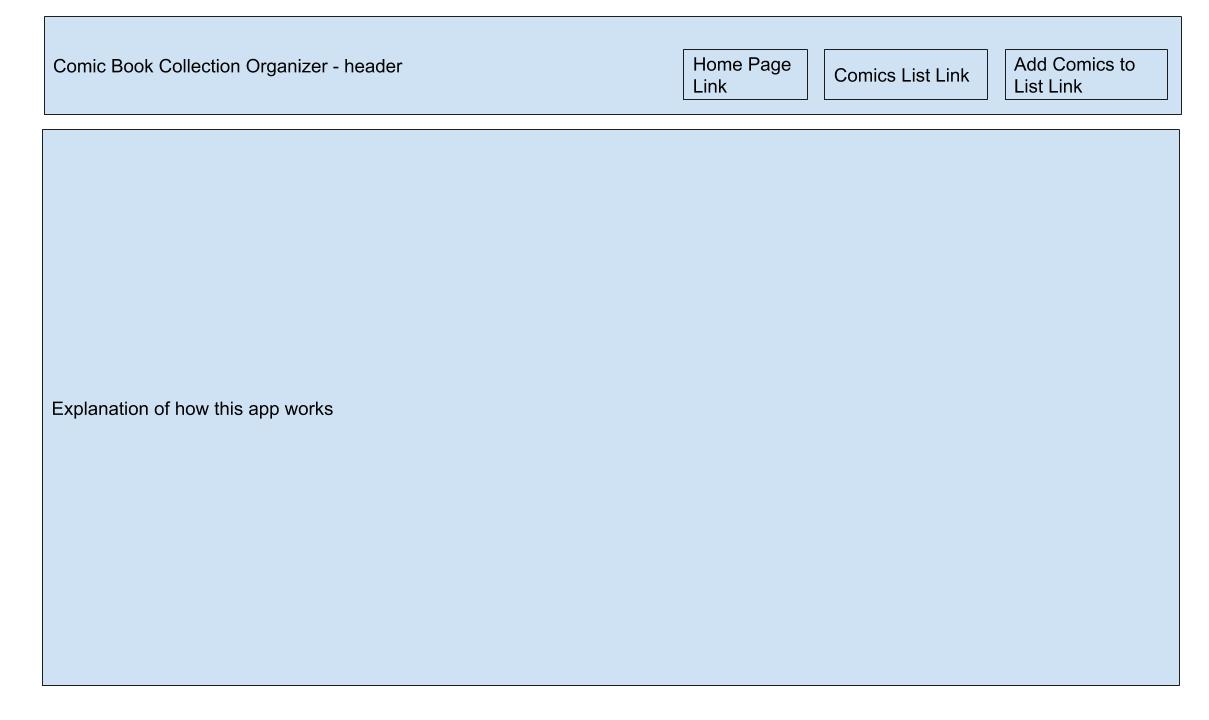 Comic Book Collection Organizer - header
Home Page
Link
Comics List Link
Add Comics to
List Link
Explanation of how this app works